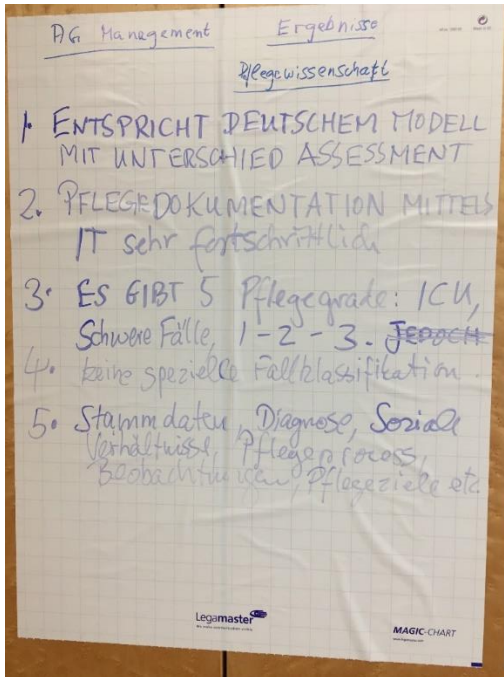 AG Management Ergebnisse
Pflegewissenschaft
1. ENTSPRICHT DEUTSCHEM MODELL
MIT UNTERSCHIED ASSESSMENT
2. PFLEGEDOKUMENTATION MITTELS
IT sehr fortschrittlich
3. ES GIBT 5 Pflegegrade: ICU,
Schwere Fälle, 1-2-3. JEDOCH
4. keine spezielle Fallklassifikation.
5. Stammdaten, Diagnose, Soziale
Verhältnisse, Pflegeprocess,
Beobachtungen, Pflegeziele etc
Legamaster
MAGIC-CHART